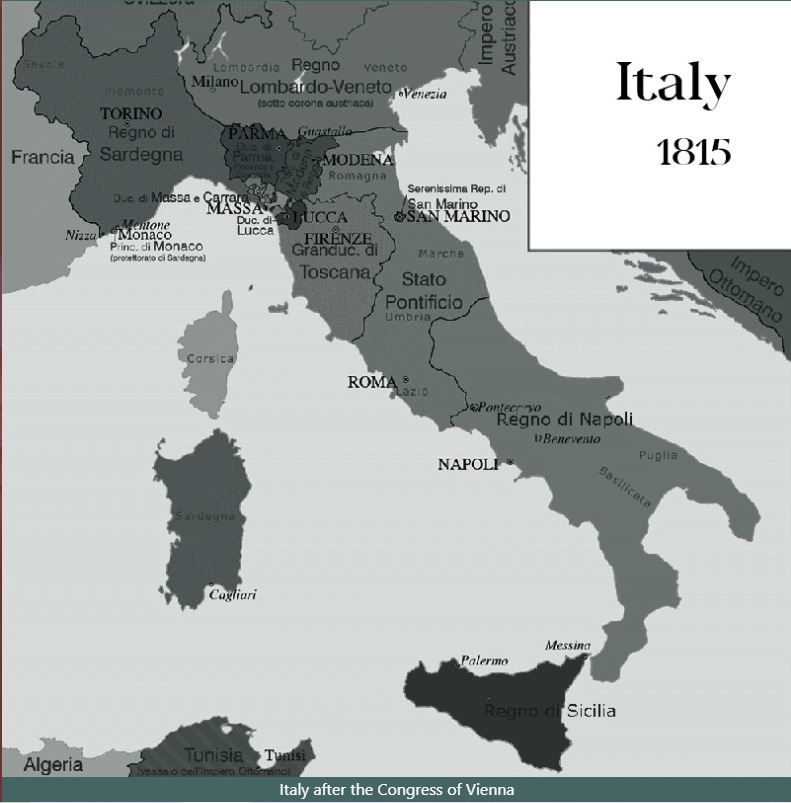 Svizzera
Impero
Austriaco
Italy
1815
Savoia
Lombardia
Regno
Veneto
Milano
Lombardo-Veneto
(sotto corona austriaca)
Venezia
Piemonte
TORINO
Regno di
Sardegna
Francia
PARMA
Guastalla
Duc. di
Parma,
MODENA
Romagna
Duc. di Massa e Carrara
MASSA
Duc. di
Lucca
LUCCA
Serenissima Rep. di
San Marino
SAN MARINO
Nizza
Mentone
Monaco
Princ. di Monaco
(protettorato di Sardegna)
FIRENZE
Granduc. di
Toscana
Marche
Stato
Pontificio
Umbria
Impero
Ottomano
Corsica
ROMA
Lazio
Pontecorvo
Regno di Napoli
Benevento
NAPOLI
Puglia
Basilicata
Sardegna
Cagliari
Messina
Palermo
Regno di Sicilia
Algeria
Tunisia
Tunisi
(vassallo dell'Impero Ottomano)
Italy after the Congress of Vienna